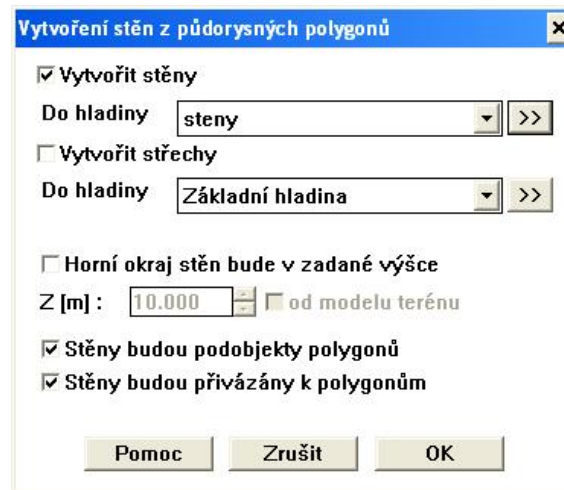 Vytvoření stěn z půdorysných polygonů
Vytvořit stěny
Do hladiny steny >>
Vytvořit střechy
Do hladiny Základní hladina >>
Horní okraj stěn bude v zadané výšce
Z [m] : 10.000 od modelu terénu
Stěny budou podobjekty polygonů
Stěny budou přivázány k polygonům
Pomoc Zrušit OK